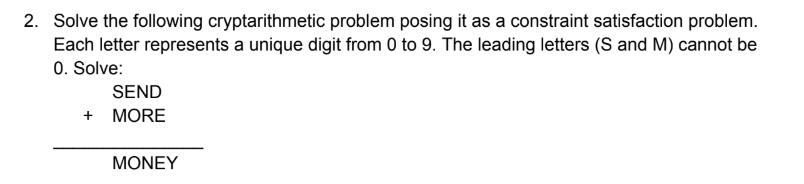 2. Solve the following cryptarithmetic problem posing it as a constraint satisfaction problem.
Each letter represents a unique digit from 0 to 9. The leading letters (S and M) cannot be
0. Solve:
SEND
+ MORE
MONEY